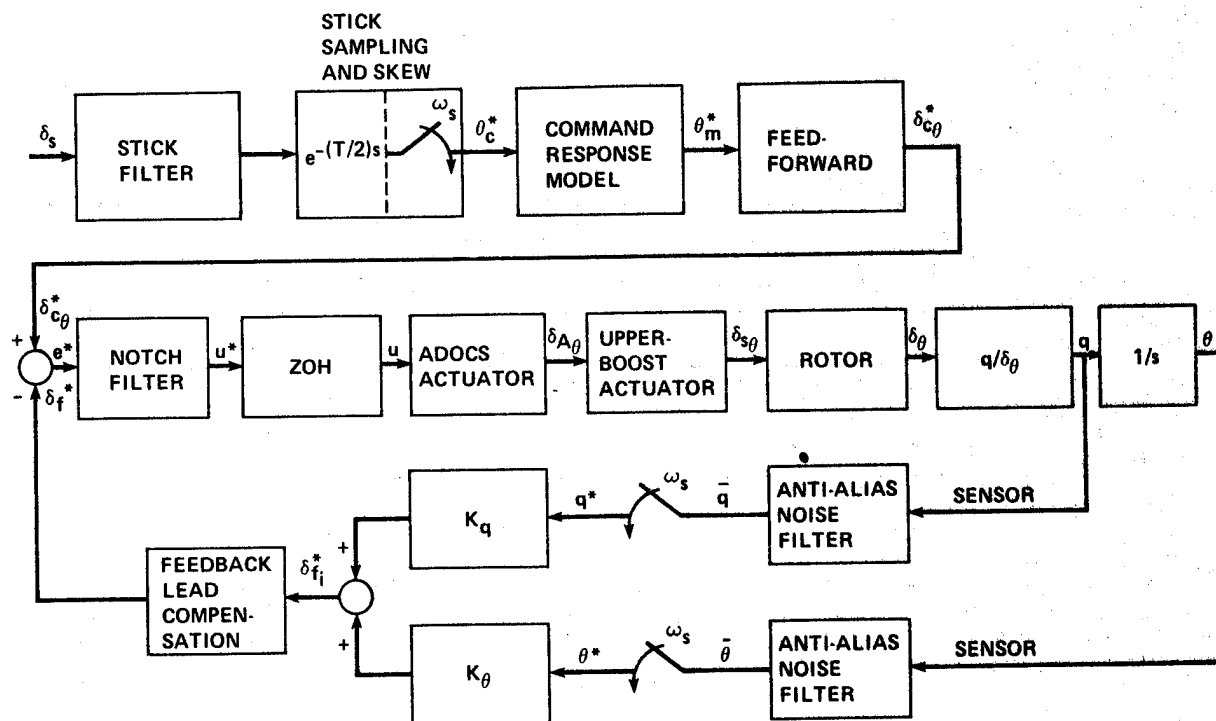 STICK
SAMPLING
AND SKEW
δs
STICK
FILTER
e-(T/2)s
ωs
θc*
COMMAND
RESPONSE
MODEL
θm*
FEED-
FORWARD
δcθ*
δcθ*
+
e*
−
δf*
NOTCH
FILTER
u*
ZOH
u
ADOCS
ACTUATOR
δAθ
UPPER-
BOOST
ACTUATOR
δsθ
ROTOR
δθ
q/δθ
q
1/s
θ
FEEDBACK
LEAD
COMPEN-
SATION
δfi*
+
+
Kq
q*
ωs
q̄
ANTI-ALIAS
NOISE
FILTER
SENSOR
Kθ
θ*
ωs
θ̄
ANTI-ALIAS
NOISE
FILTER
SENSOR